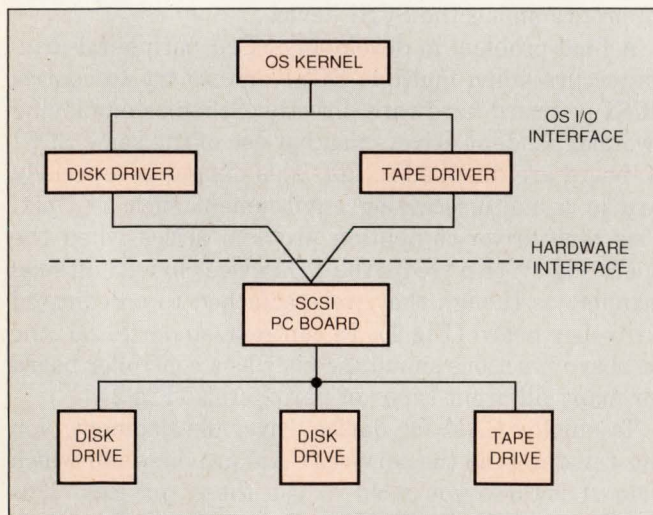 OS KERNEL
OS I/O
INTERFACE
DISK DRIVER
TAPE DRIVER
HARDWARE
INTERFACE
SCSI
PC BOARD
DISK
DRIVE
DISK
DRIVE
TAPE
DRIVE